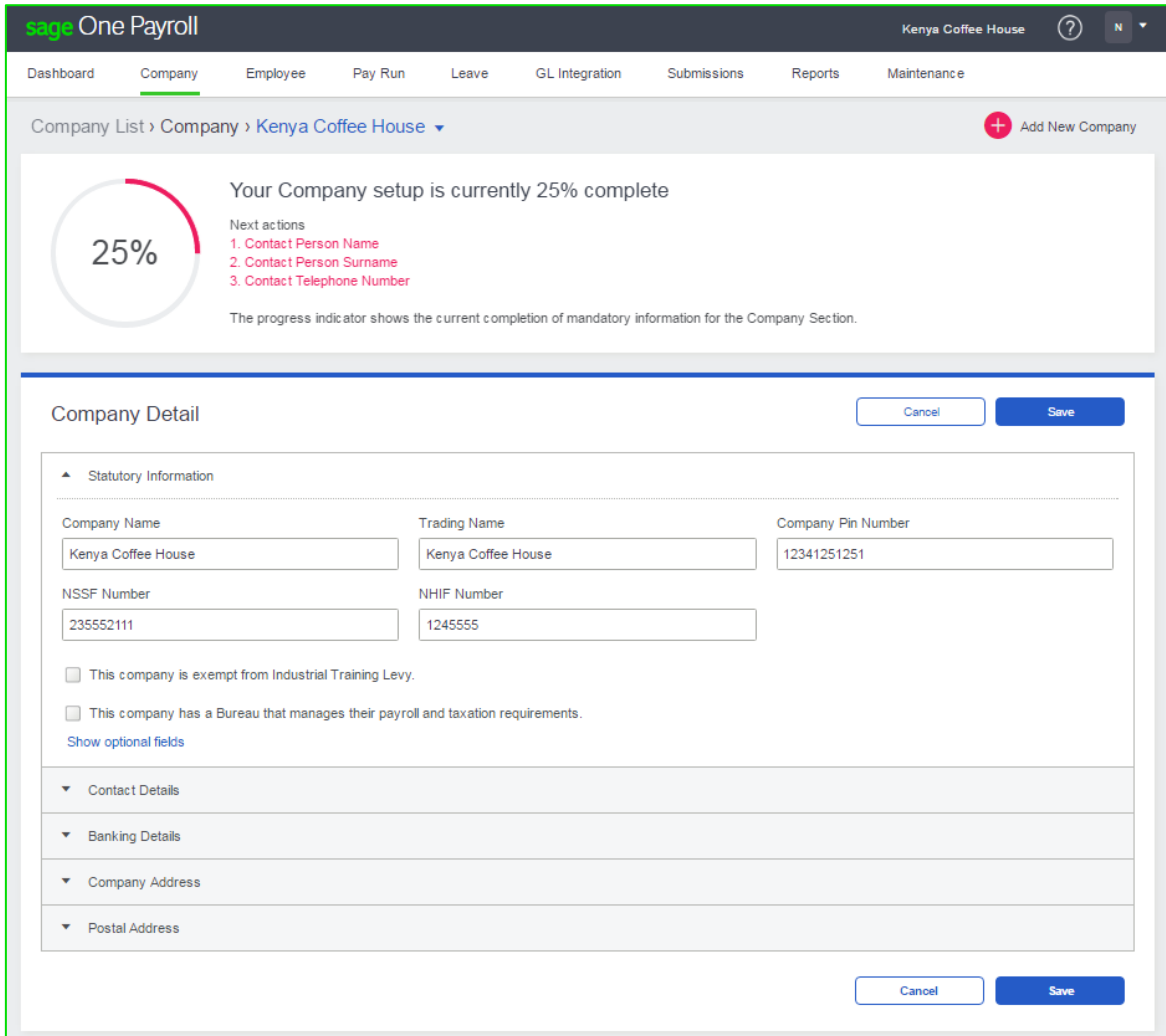 sage One Payroll Kenya Coffee House ? N
Dashboard Company Employee Pay Run Leave GL Integration Submissions Reports Maintenance
Company List › Company › Kenya Coffee House Add New Company
25%
Your Company setup is currently 25% complete
Next actions
1. Contact Person Name
2. Contact Person Surname
3. Contact Telephone Number
The progress indicator shows the current completion of mandatory information for the Company Section.
Company Detail Cancel Save
Statutory Information
Company Name Trading Name Company Pin Number
Kenya Coffee House Kenya Coffee House 12341251251
NSSF Number NHIF Number
235552111 1245555
This company is exempt from Industrial Training Levy.
This company has a Bureau that manages their payroll and taxation requirements.
Show optional fields
Contact Details
Banking Details
Company Address
Postal Address
Cancel Save